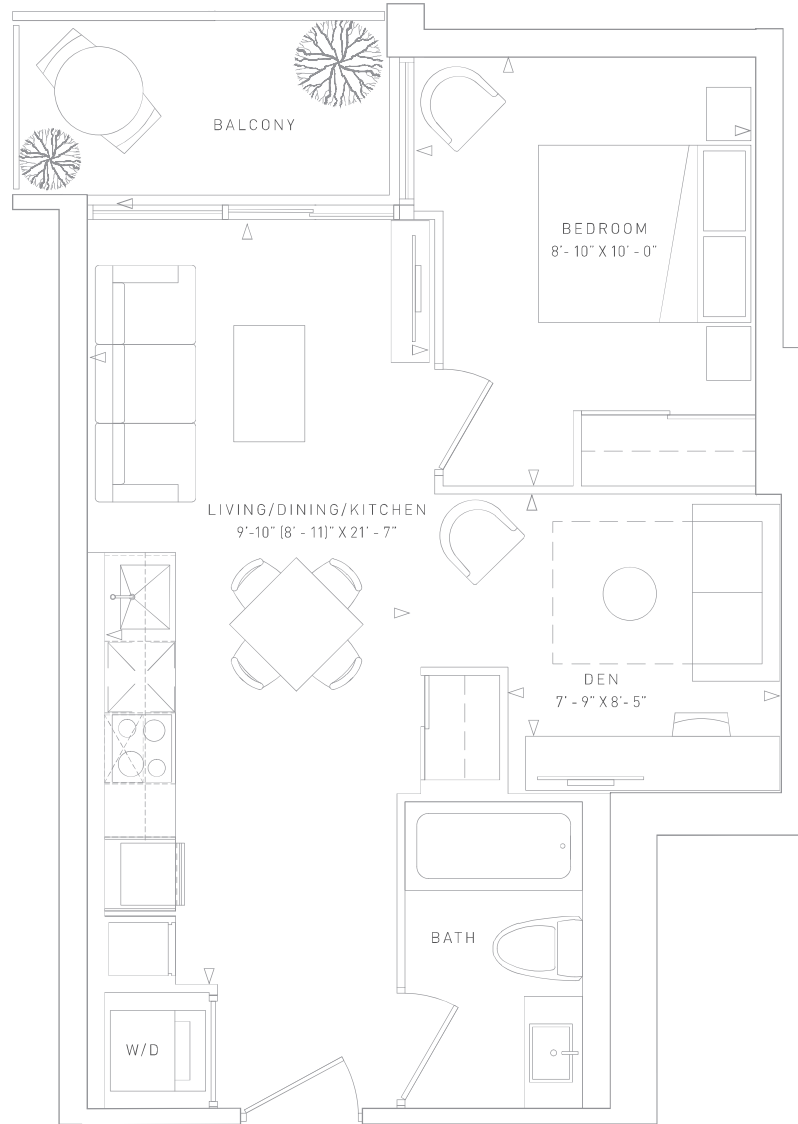 BALCONY
BEDROOM
8'- 10" X 10' - 0"
LIVING/DINING/KITCHEN
9'-10" (8' - 11)" X 21' - 7"
DEN
7' - 9" X 8'- 5"
BATH
W/D